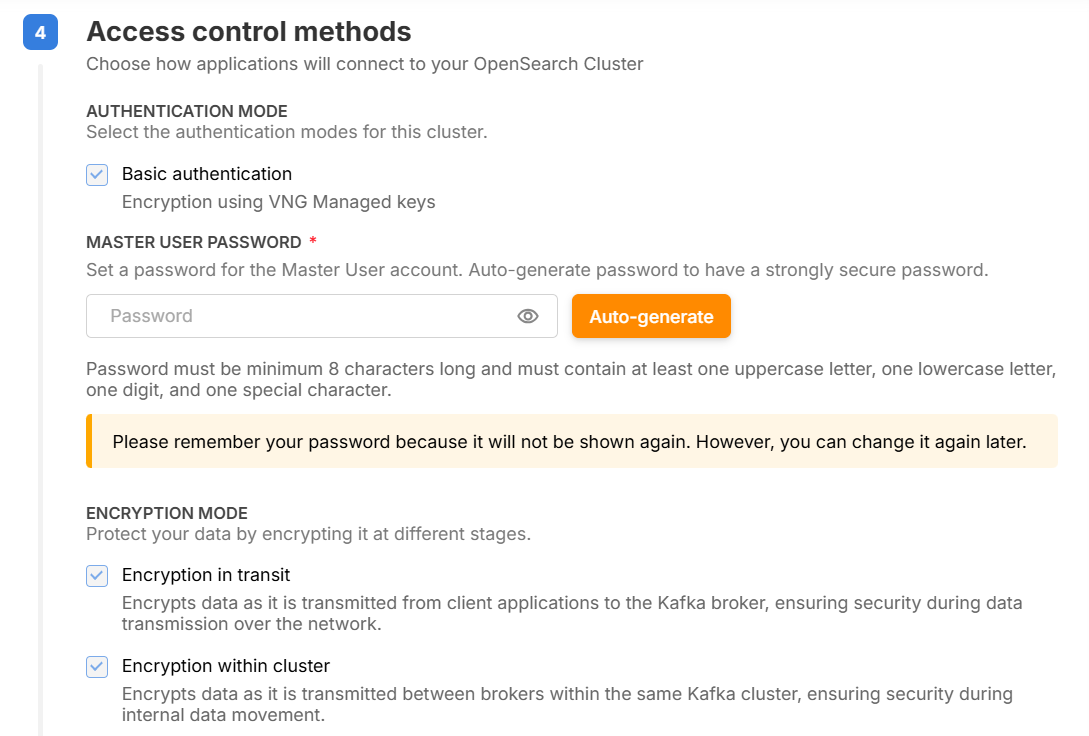 4
Access control methods
Choose how applications will connect to your OpenSearch Cluster
AUTHENTICATION MODE
Select the authentication modes for this cluster.
Basic authentication
Encryption using VNG Managed keys
MASTER USER PASSWORD *
Set a password for the Master User account. Auto-generate password to have a strongly secure password.
Password
Auto-generate
Password must be minimum 8 characters long and must contain at least one uppercase letter, one lowercase letter,
one digit, and one special character.
Please remember your password because it will not be shown again. However, you can change it again later.
ENCRYPTION MODE
Protect your data by encrypting it at different stages.
Encryption in transit
Encrypts data as it is transmitted from client applications to the Kafka broker, ensuring security during data
transmission over the network.
Encryption within cluster
Encrypts data as it is transmitted between brokers within the same Kafka cluster, ensuring security during
internal data movement.